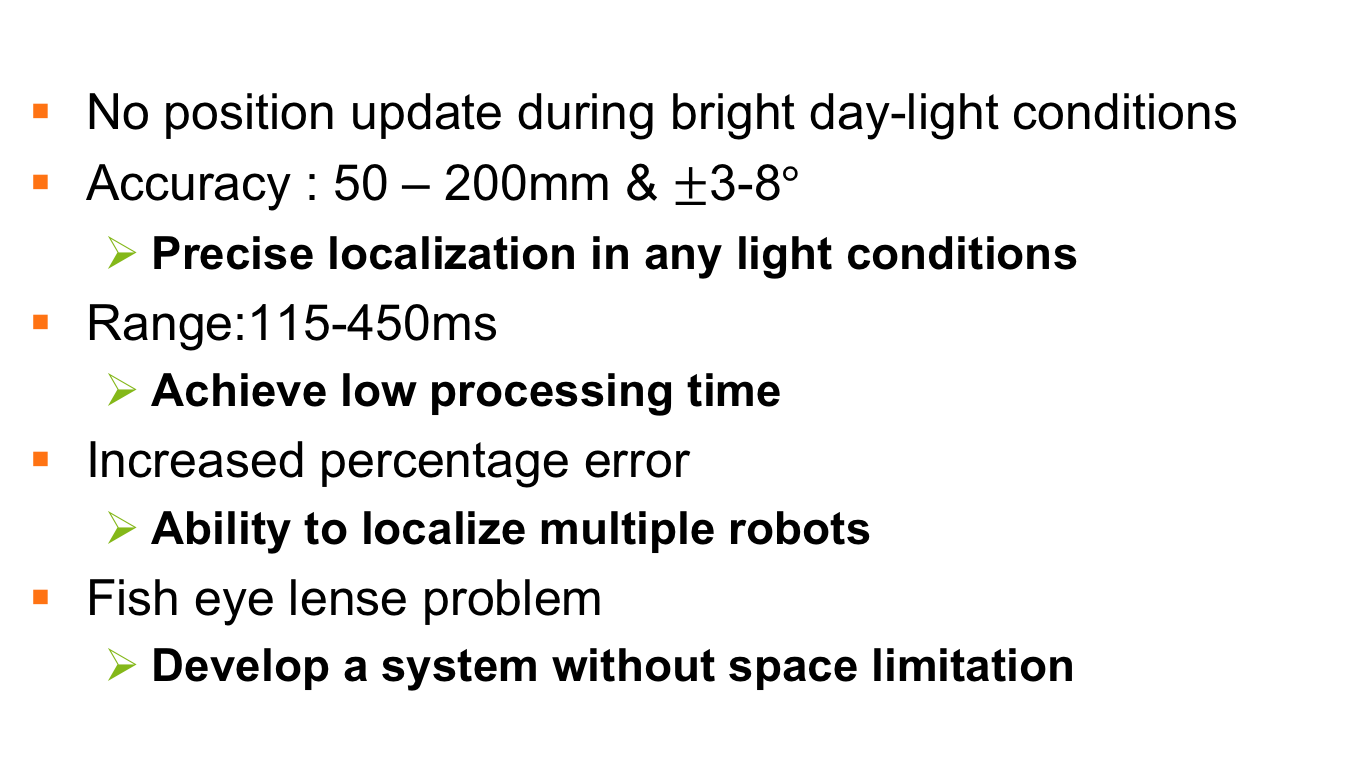 ▪ No position update during bright day-light conditions
▪ Accuracy : 50 – 200mm & ±3-8°
➢ Precise localization in any light conditions
▪ Range:115-450ms
➢ Achieve low processing time
▪ Increased percentage error
➢ Ability to localize multiple robots
▪ Fish eye lense problem
➢ Develop a system without space limitation